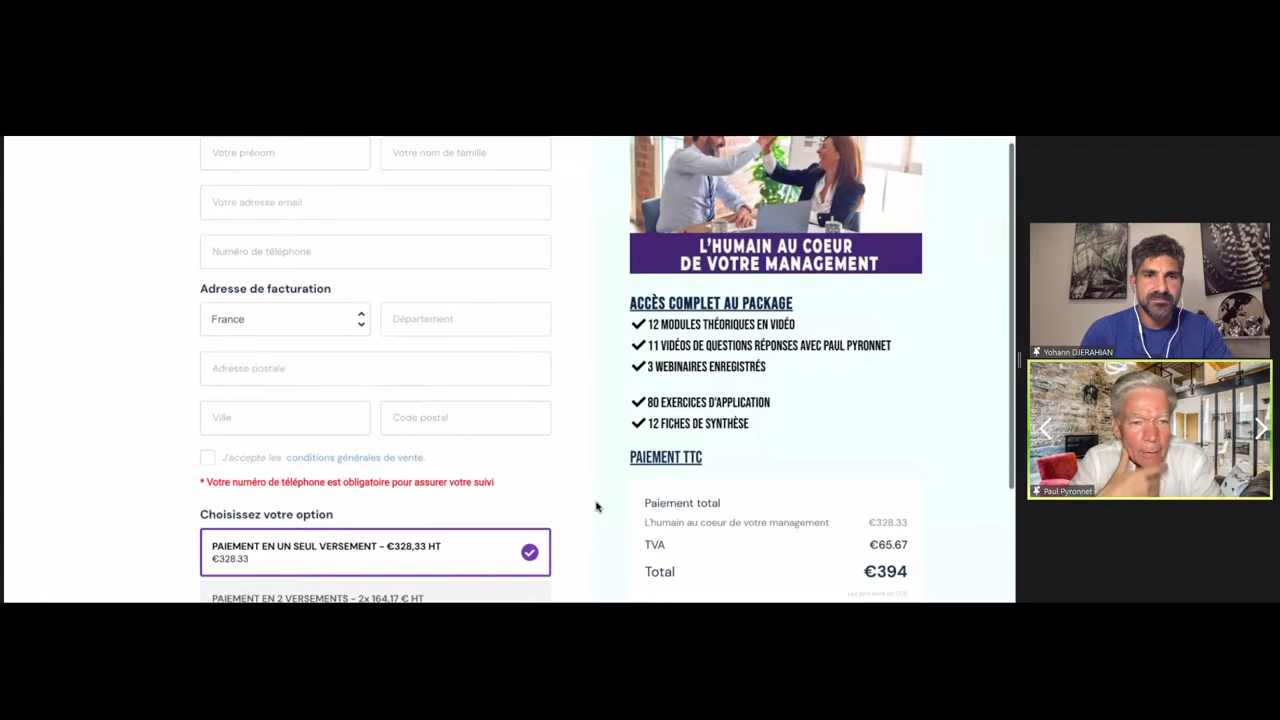 Votre prénom
Votre nom de famille
Votre adresse email
Numéro de téléphone
Adresse de facturation
France
Département
Adresse postale
Ville
Code postal
J'accepte les conditions générales de vente.
* Votre numéro de téléphone est obligatoire pour assurer votre suivi
Choisissez votre option
PAIEMENT EN UN SEUL VERSEMENT - €328,33 HT
€328.33
PAIEMENT EN 2 VERSEMENTS - 2x 164,17 € HT
L'HUMAIN AU COEUR
DE VOTRE MANAGEMENT
ACCÈS COMPLET AU PACKAGE
12 MODULES THÉORIQUES EN VIDÉO
11 VIDÉOS DE QUESTIONS RÉPONSES AVEC PAUL PYRONNET
3 WEBINAIRES ENREGISTRÉS
80 EXERCICES D'APPLICATION
12 FICHES DE SYNTHÈSE
PAIEMENT TTC
Paiement total
L'humain au coeur de votre management €328.33
TVA €65.67
Total €394
Yohann DJERAHIAN
Paul Pyronnet